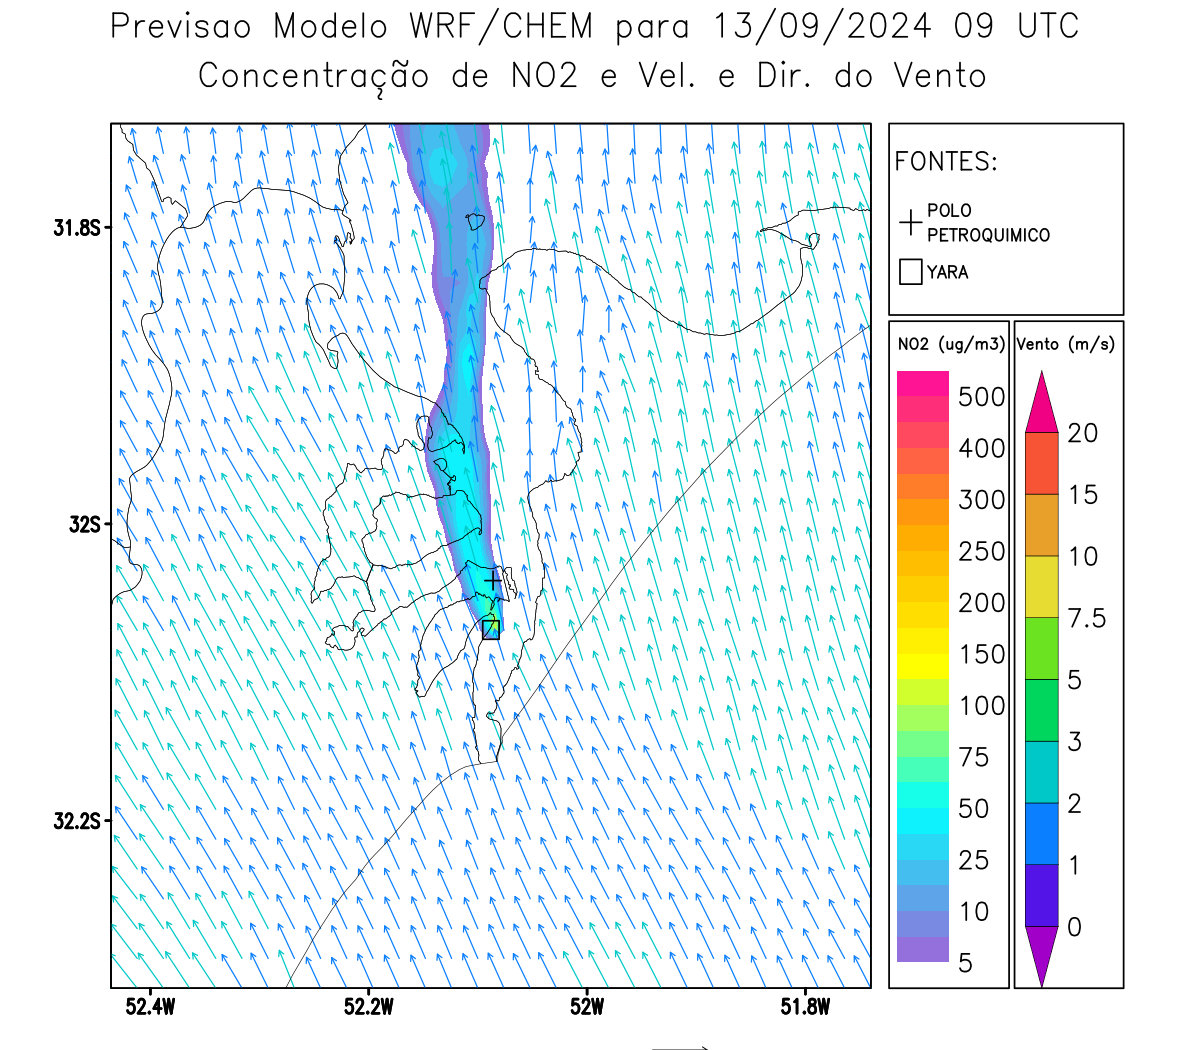 Previsao Modelo WRF/CHEM para 13/09/2024 09 UTC
Concentração de NO2 e Vel. e Dir. do Vento
FONTES:
POLO
PETROQUIMICO
YARA
NO2 (ug/m3)
500
400
300
250
200
150
100
75
50
25
10
5
Vento (m/s)
20
15
10
7.5
5
3
2
1
0
31.8S
32S
32.2S
52.4W
52.2W
52W
51.8W